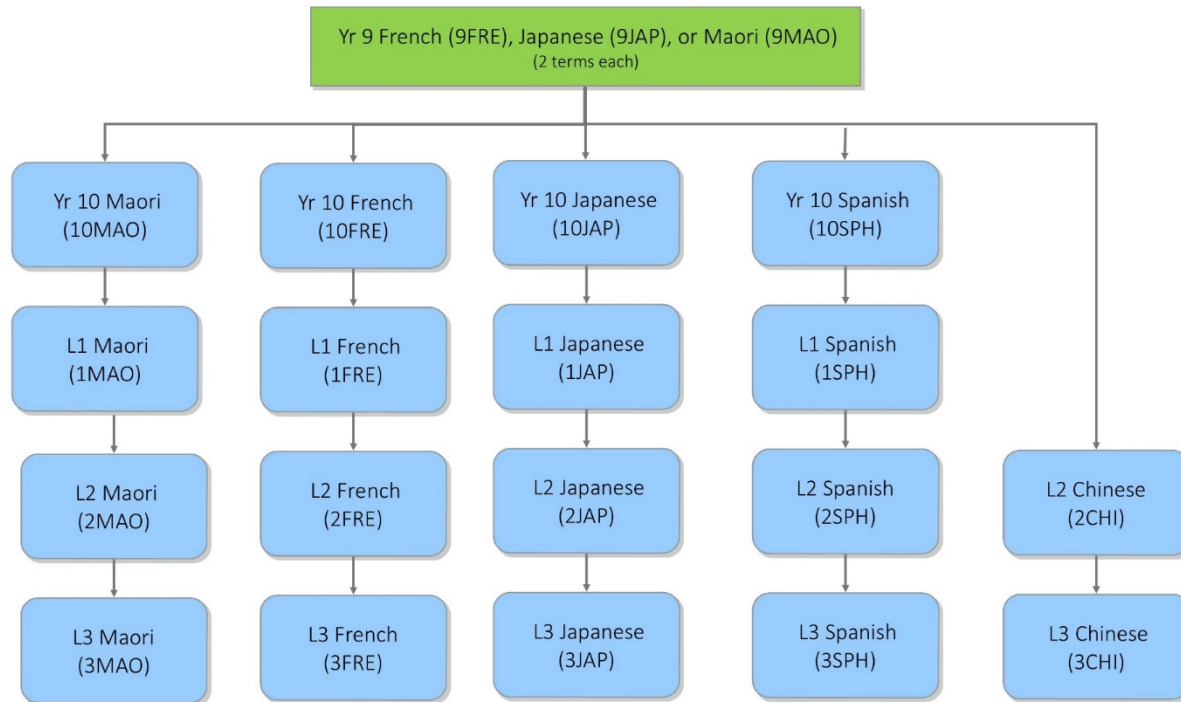 Yr 9 French (9FRE), Japanese (9JAP), or Maori (9MAO)
(2 terms each)
Yr 10 Maori
(10MAO)
Yr 10 French
(10FRE)
Yr 10 Japanese
(10JAP)
Yr 10 Spanish
(10SPH)
L1 Maori
(1MAO)
L1 French
(1FRE)
L1 Japanese
(1JAP)
L1 Spanish
(1SPH)
L2 Maori
(2MAO)
L2 French
(2FRE)
L2 Japanese
(2JAP)
L2 Spanish
(2SPH)
L2 Chinese
(2CHI)
L3 Maori
(3MAO)
L3 French
(3FRE)
L3 Japanese
(3JAP)
L3 Spanish
(3SPH)
L3 Chinese
(3CHI)